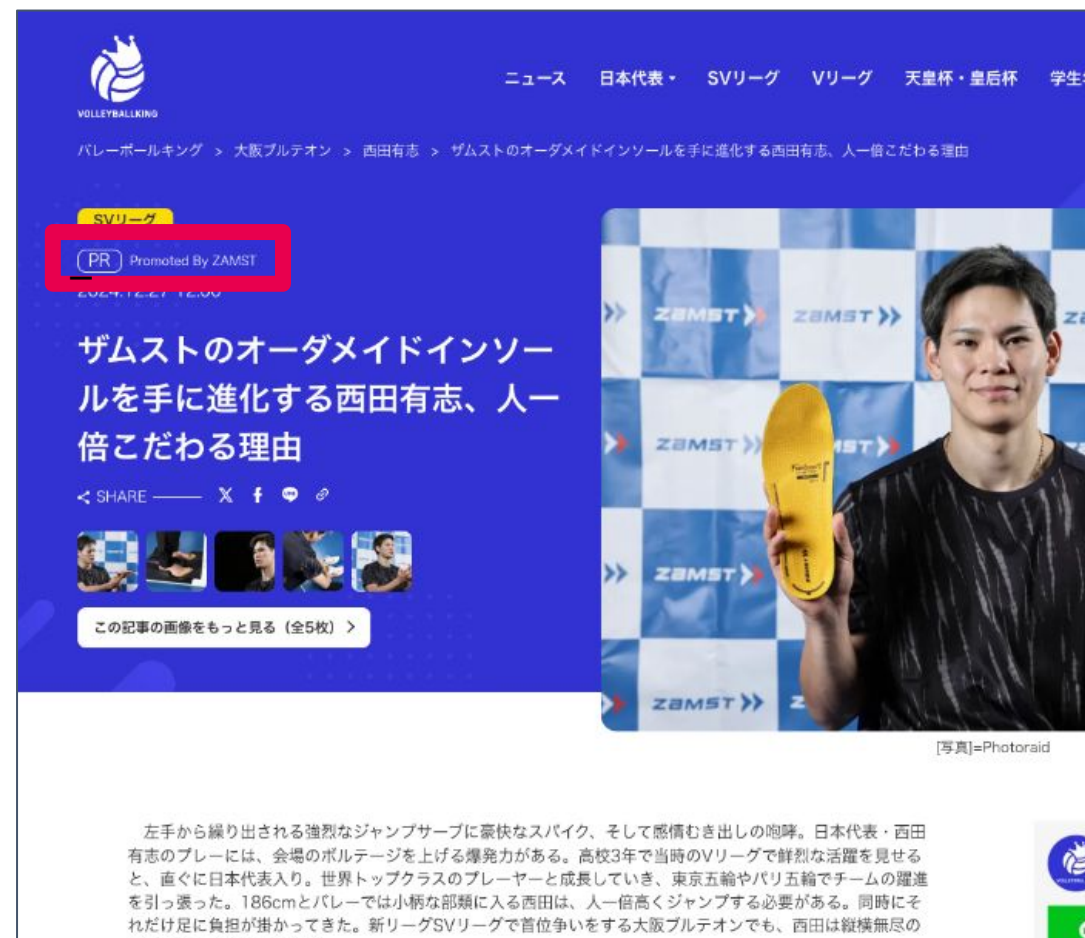 ニュース 日本代表 SVリーグ Vリーグ 天皇杯・皇后杯 学生
VOLLEYBALLKING
バレーボールキング > 大阪ブルテオン > 西田有志 > ザムストのオーダメイドインソールを手に進化する西田有志、人一倍こだわる理由
SVリーグ
PR Promoted By ZAMST
2024.12.27 12:00
ザムストのオーダメイドインソー
ルを手に進化する西田有志、人一
倍こだわる理由
SHARE
この記事の画像をもっと見る（全5枚）
ZAMST ZAMST
ZAMST
ZAMST
ZAMST
ZAMST
[写真]=Photoraid
左手から繰り出される強烈なジャンプサーブに豪快なスパイク、そして感情むき出しの咆哮。日本代表・西田
有志のプレーには、会場のボルテージを上げる爆発力がある。高校3年で当時のVリーグで鮮烈な活躍を見せる
と、直ぐに日本代表入り。世界トップクラスのプレーヤーと成長していき、東京五輪やパリ五輪でチームの躍進
を引っ張った。186cmとバレーでは小柄な部類に入る西田は、人一倍高くジャンプする必要がある。同時にそ
れだけ足に負担が掛かってきた。新リーグSVリーグで首位争いをする大阪ブルテオンでも、西田は縦横無尽の